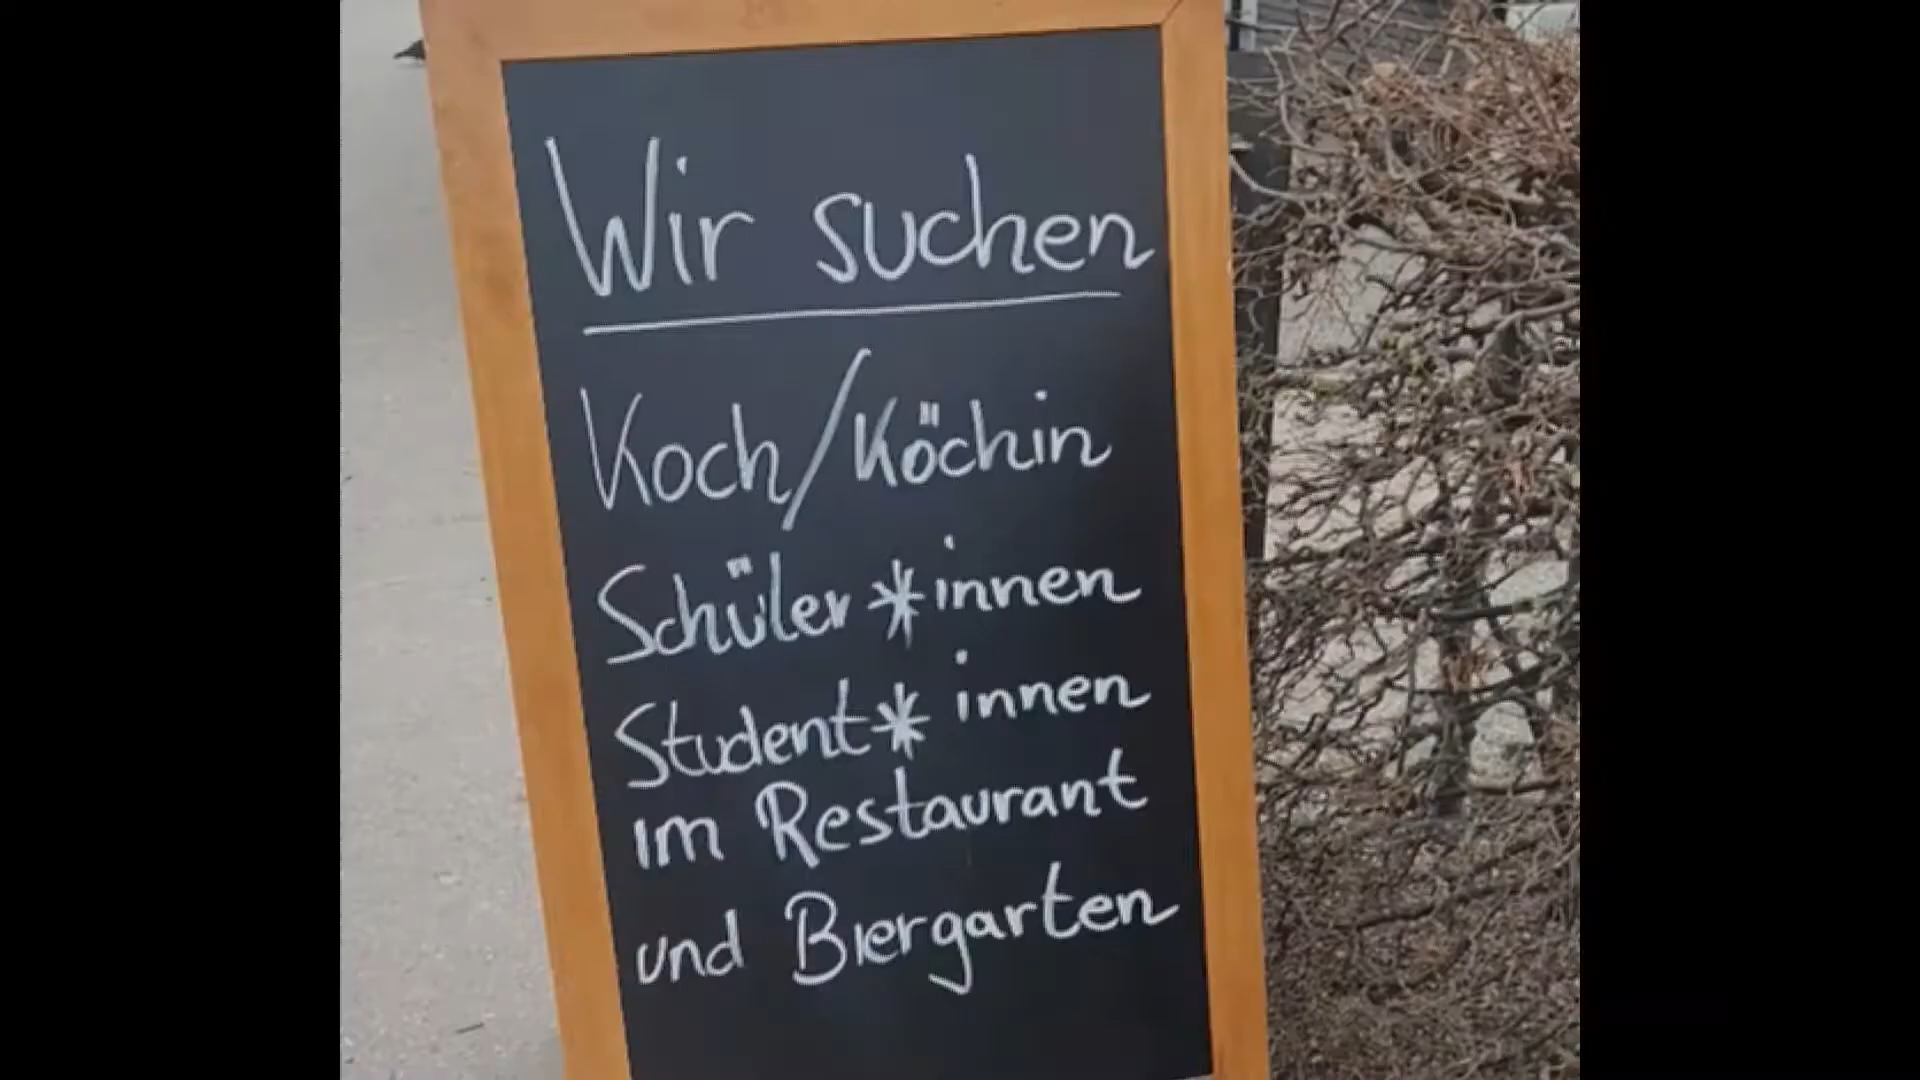 Wir suchen
Koch/Köchin
Schüler*innen
Student*innen
im Restaurant
und Biergarten